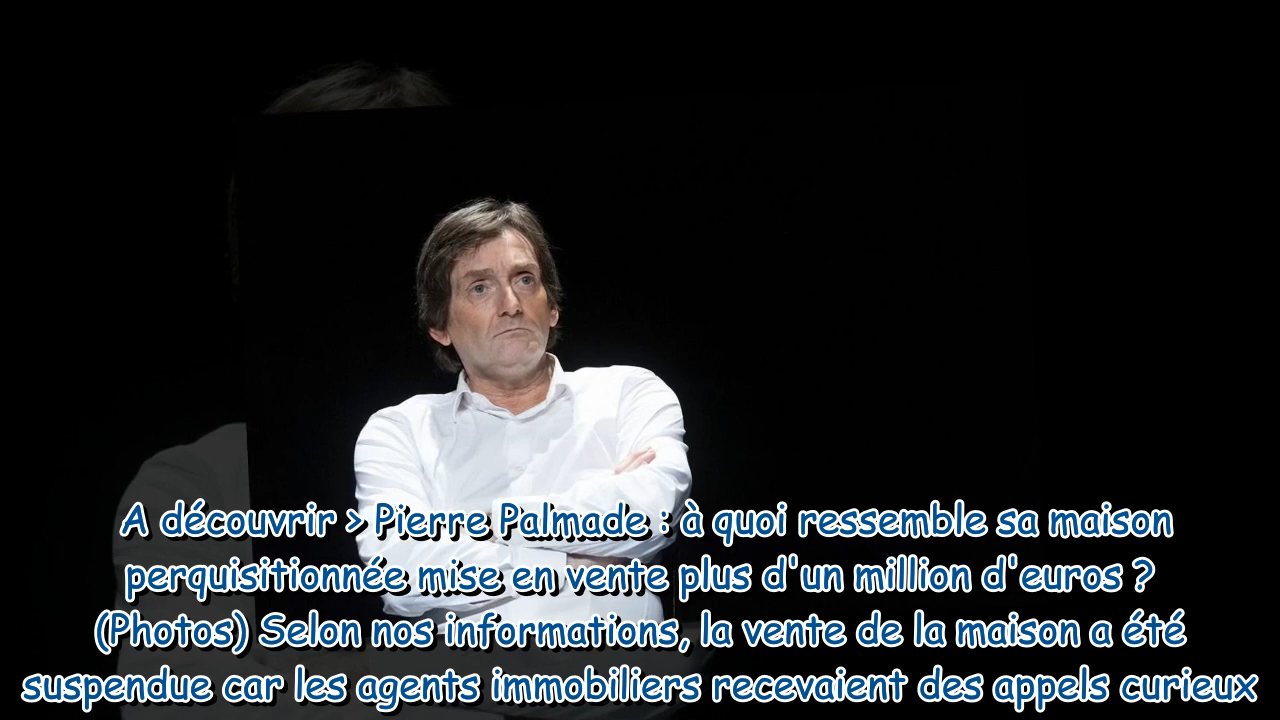 A découvrir > Pierre Palmade : à quoi ressemble sa maison
perquisitionnée mise en vente plus d'un million d'euros ?
(Photos) Selon nos informations, la vente de la maison a été
suspendue car les agents immobiliers recevaient des appels curieux